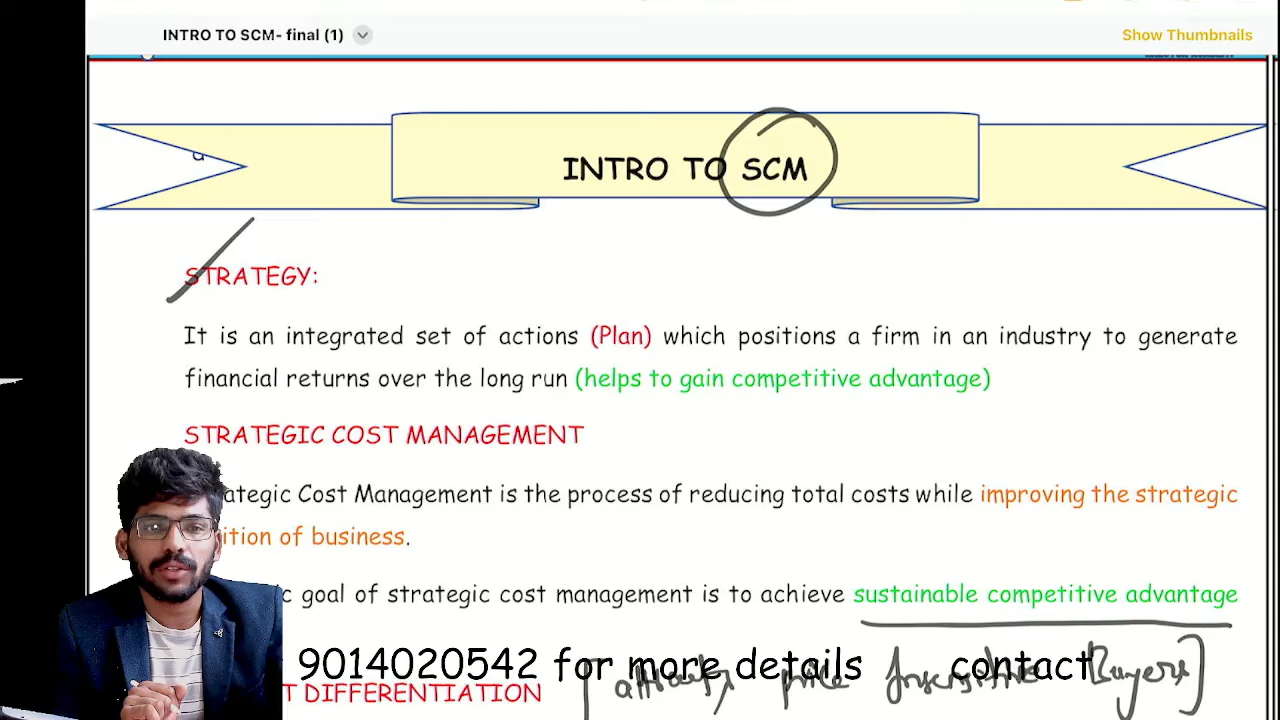 INTRO TO SCM- final (1)
Show Thumbnails
INTRO TO SCM
STRATEGY:
It is an integrated set of actions (Plan) which positions a firm in an industry to generate
financial returns over the long run (helps to gain competitive advantage)
STRATEGIC COST MANAGEMENT
ategic Cost Management is the process of reducing total costs while improving the strategic
ition of business.
c goal of strategic cost management is to achieve sustainable competitive advantage
9014020542 for more details contact
T DIFFERENTIATION